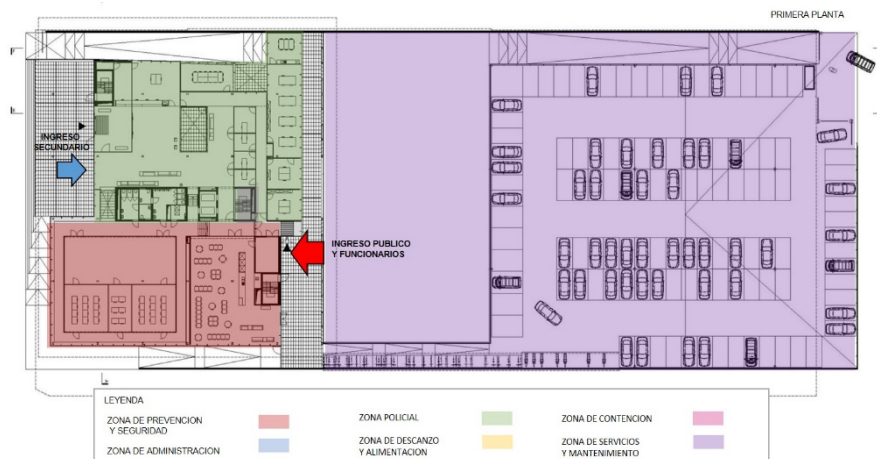 PRIMERA PLANTA
INGRESO
SECUNDARIO
INGRESO PUBLICO
Y FUNCIONARIOS
LEYENDA
ZONA DE PREVENCION
Y SEGURIDAD
ZONA POLICIAL
ZONA DE CONTENCION
ZONA DE ADMINISTRACION
ZONA DE DESCANZO
Y ALIMENTACION
ZONA DE SERVICIOS
Y MANTENIMIENTO